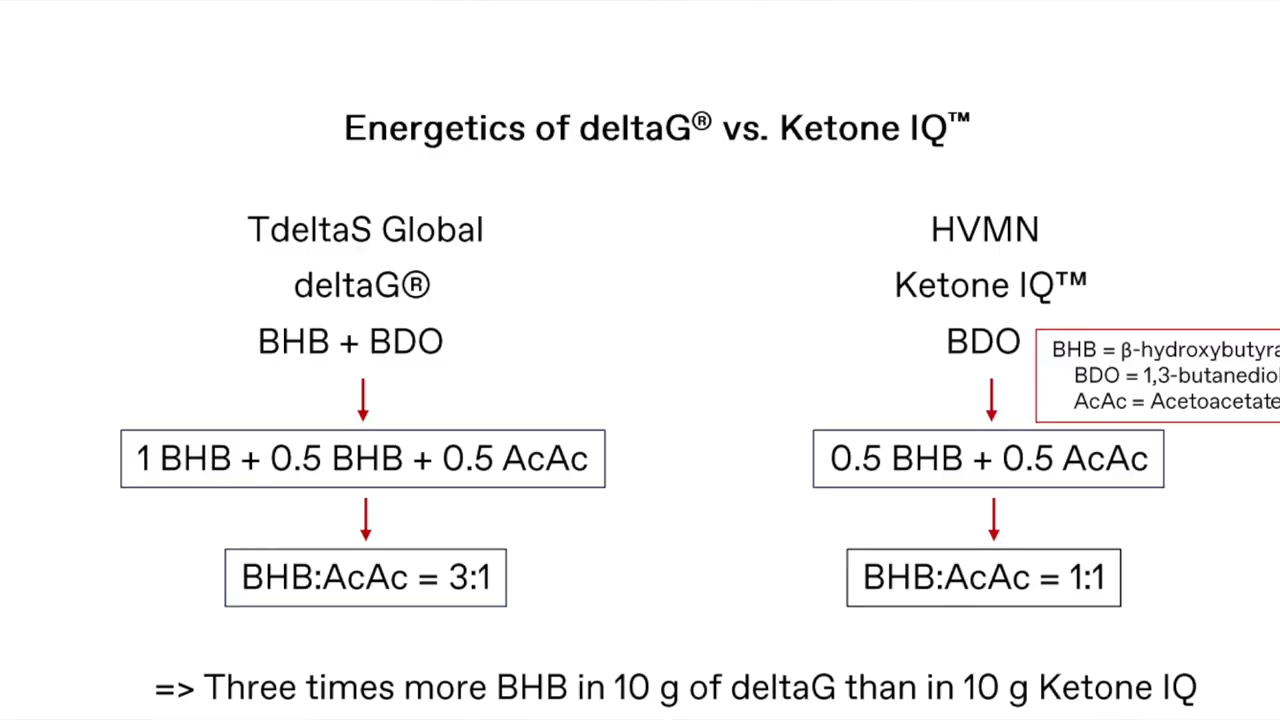 Energetics of deltaG® vs. Ketone IQ™
TdeltaS Global
deltaG®
BHB + BDO
1 BHB + 0.5 BHB + 0.5 AcAc
BHB:AcAc = 3:1
HVMN
Ketone IQ™
BDO
BHB = β-hydroxybutyra
BDO = 1,3-butanediol
AcAc = Acetoacetate
0.5 BHB + 0.5 AcAc
BHB:AcAc = 1:1
=> Three times more BHB in 10 g of deltaG than in 10 g Ketone IQ